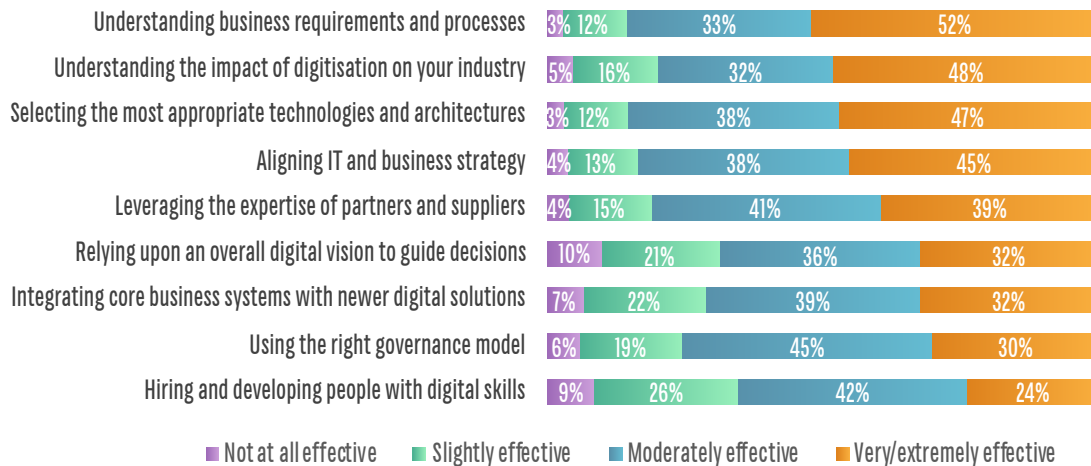 Understanding business requirements and processes 3% 12% 33% 52%
Understanding the impact of digitisation on your industry 5% 16% 32% 48%
Selecting the most appropriate technologies and architectures 3% 12% 38% 47%
Aligning IT and business strategy 4% 13% 38% 45%
Leveraging the expertise of partners and suppliers 4% 15% 41% 39%
Relying upon an overall digital vision to guide decisions 10% 21% 36% 32%
Integrating core business systems with newer digital solutions 7% 22% 39% 32%
Using the right governance model 6% 19% 45% 30%
Hiring and developing people with digital skills 9% 26% 42% 24%
Not at all effective Slightly effective Moderately effective Very/extremely effective